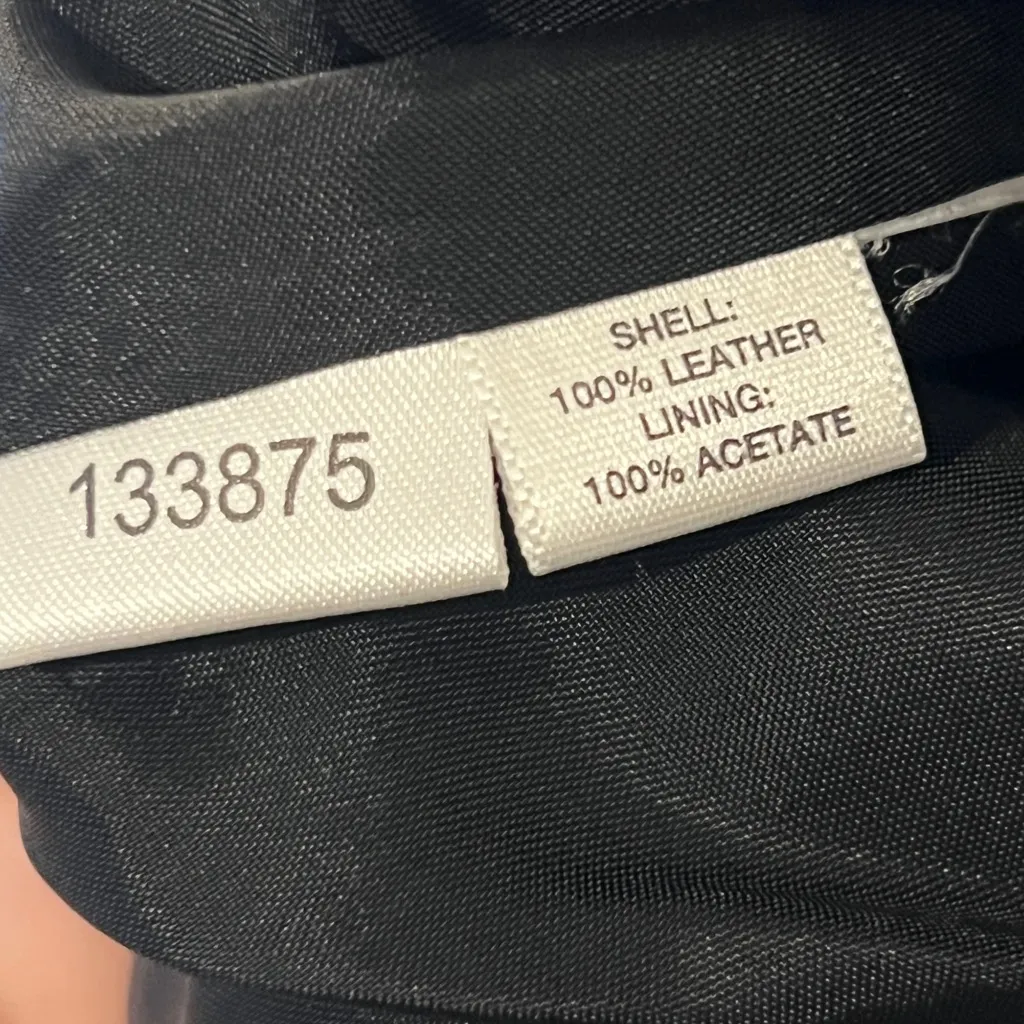 133875
SHELL:
100% LEATHER
LINING:
100% ACETATE